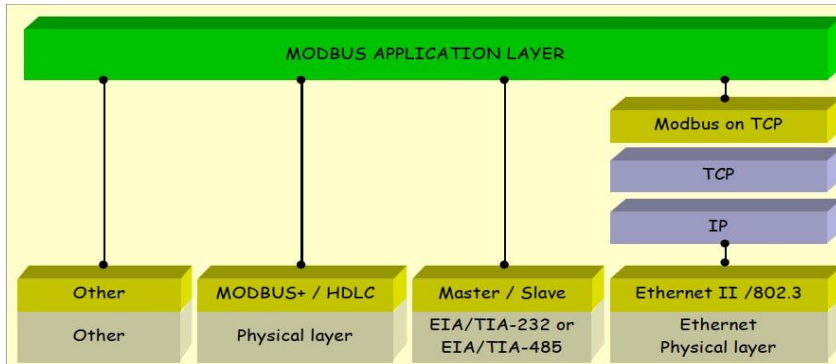 MODBUS APPLICATION LAYER
Modbus on TCP
TCP
IP
Other
MODBUS+ / HDLC
Master / Slave
Ethernet II /802.3
Other
Physical layer
EIA/TIA-232 or
EIA/TIA-485
Ethernet
Physical layer